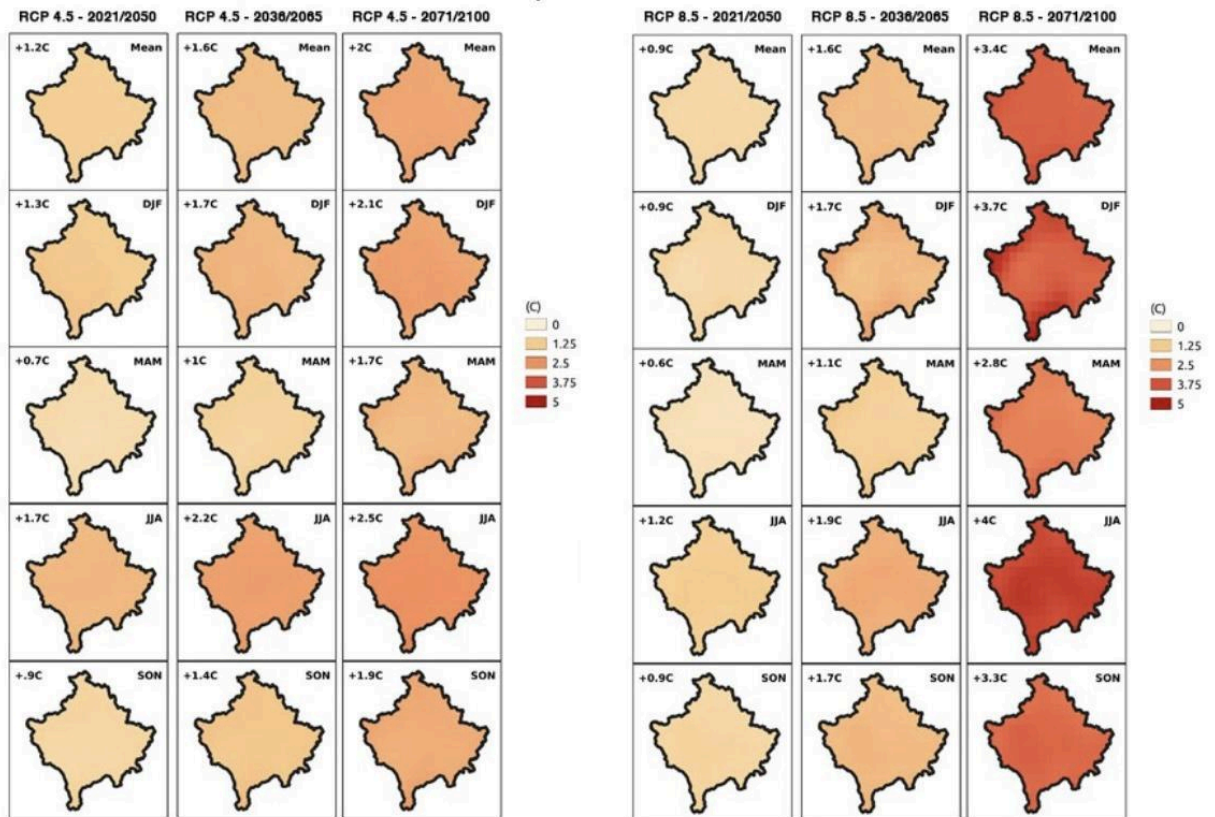 RCP 4.5 - 2021/2050 RCP 4.5 - 2036/2065 RCP 4.5 - 2071/2100 RCP 8.5 - 2021/2050 RCP 8.5 - 2036/2065 RCP 8.5 - 2071/2100
+1.2C Mean +1.6C Mean +2C Mean +0.9C Mean +1.6C Mean +3.4C Mean
+1.3C DJF +1.7C DJF +2.1C DJF +0.9C DJF +1.7C DJF +3.7C DJF
(C) (C)
0 0
1.25 1.25
2.5 2.5
3.75 3.75
5 5
+0.7C MAM +1C MAM +1.7C MAM +0.6C MAM +1.1C MAM +2.8C MAM
+1.7C JJA +2.2C JJA +2.5C JJA +1.2C JJA +1.9C JJA +4C JJA
+.9C SON +1.4C SON +1.9C SON +0.9C SON +1.7C SON +3.3C SON